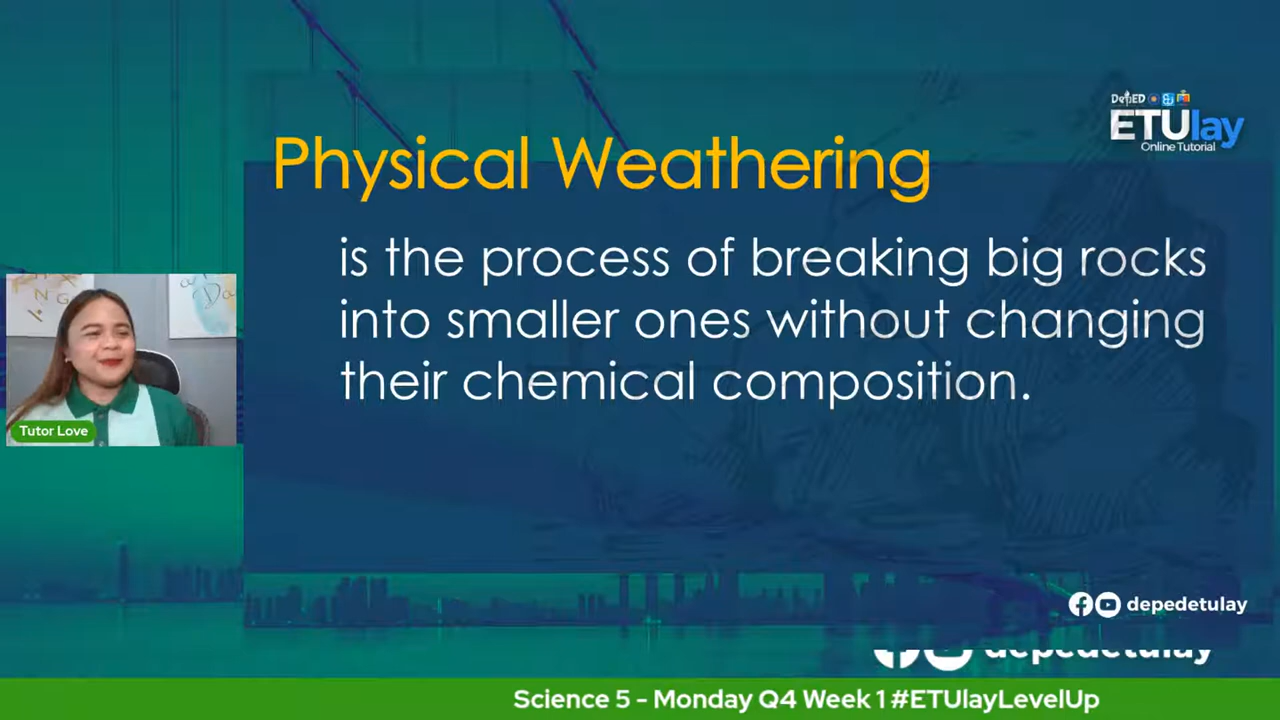 DepED
ETUlay
Online Tutorial
Physical Weathering
is the process of breaking big rocks
into smaller ones without changing
their chemical composition.
Tutor Love
depedetulay
depedetulay
Science 5 - Monday Q4 Week 1 #ETUlayLevelUp